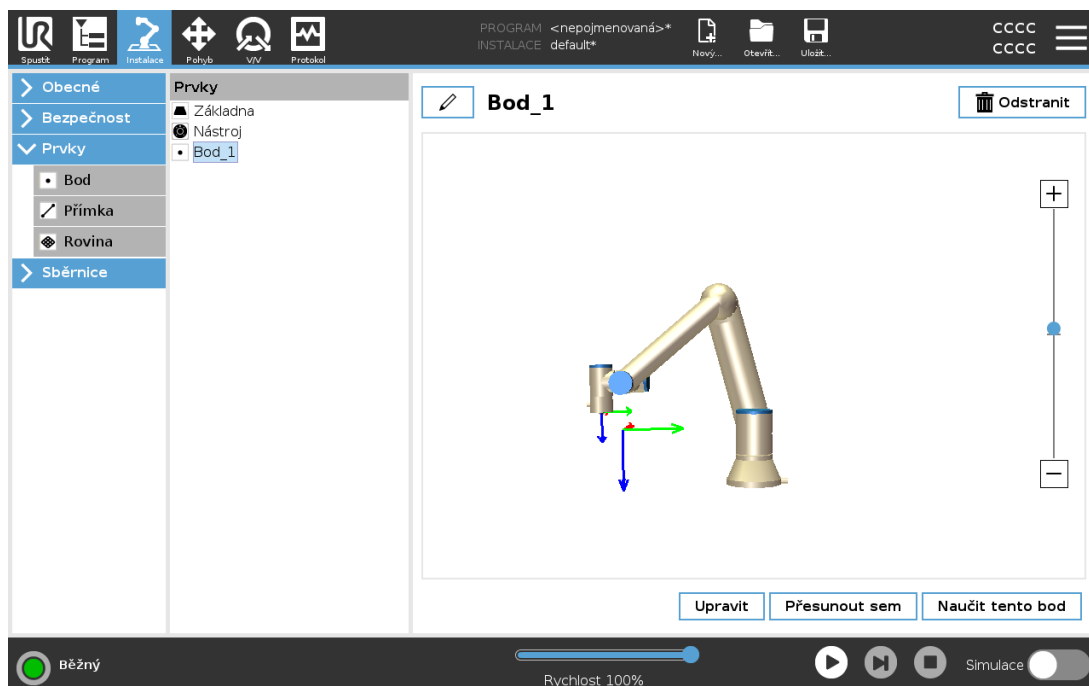 UR
Spustit
Program
Instalace
Pohyb
V/V
Protokol
PROGRAM <nepojmenovaná>*
INSTALACE default*
Nový...
Otevřít...
Uložit...
CCCC
CCCC
Obecné
Bezpečnost
Prvky
Bod
Přímka
Rovina
Sběrnice
Prvky
Základna
Nástroj
Bod_1
Bod_1
Odstranit
Upravit
Přesunout sem
Naučit tento bod
Běžný
Rychlost 100%
Simulace